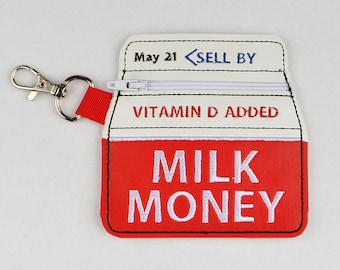 May 21 <SELL BY
VITAMIN D ADDED
MILK
MONEY